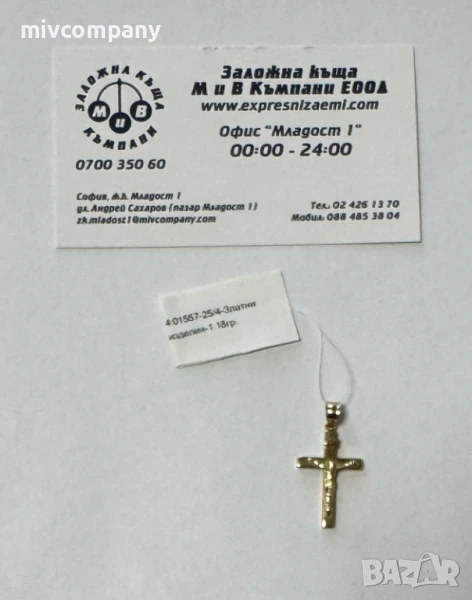 mivcompany
ЗАЛОЖНА КЪЩА
М и В
КЪМПАНИ
0700 350 60
Заложна къща
М и В Къмпани ЕООД
www.expresnizaemi.com
Офис "Младост 1"
00:00 - 24:00
София, ж.к. Младост 1
ул. Андрей Сахаров (пазар Младост 1)
zk.mladost1@mivcompany.com
Тел.: 02 426 13 70
Мобил.: 088 485 38 04
4:01557-25/4-Златни
изделия-1.18гр.
BAZAR.bg